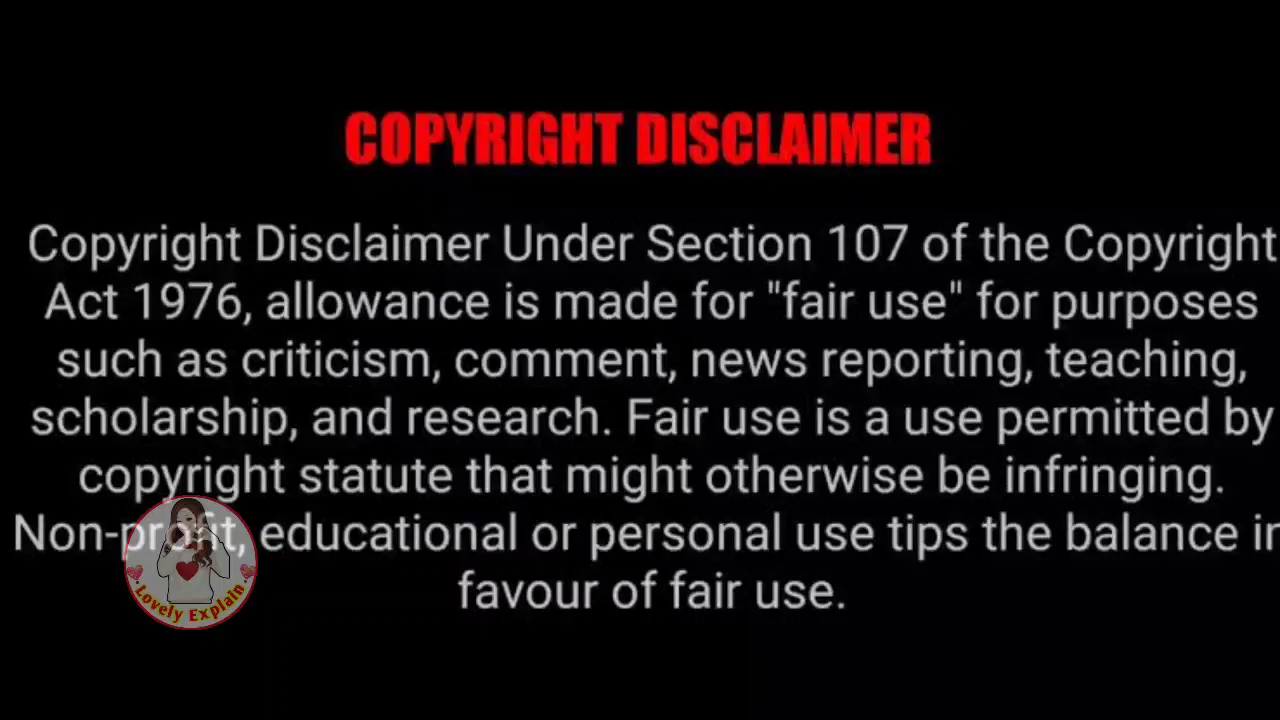 COPYRIGHT DISCLAIMER
Copyright Disclaimer Under Section 107 of the Copyright
Act 1976, allowance is made for "fair use" for purposes
such as criticism, comment, news reporting, teaching,
scholarship, and research. Fair use is a use permitted by
copyright statute that might otherwise be infringing.
Non-profit, educational or personal use tips the balance in
favour of fair use.
Lovely Explain